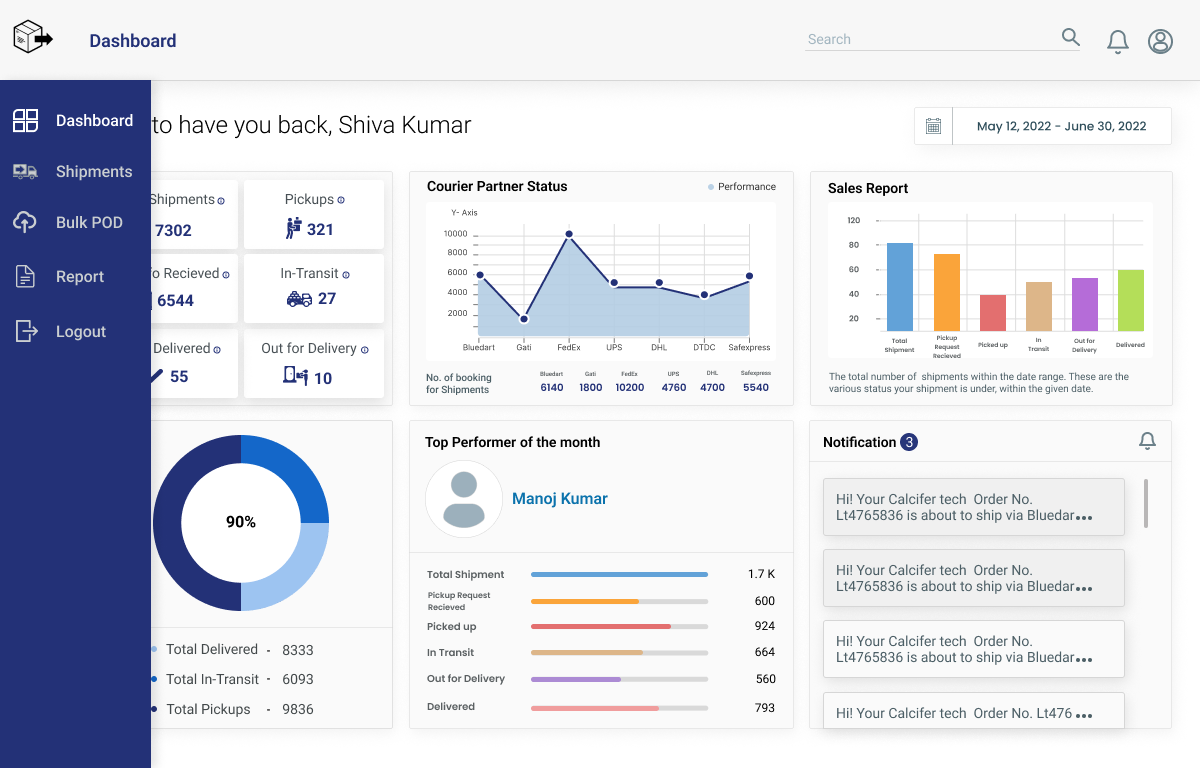 Dashboard
Search
Dashboard
Shipments
Bulk POD
Report
Logout
to have you back, Shiva Kumar
May 12, 2022 - June 30, 2022
Shipments
7302
Pickups
321
Recieved
6544
In-Transit
27
Delivered
55
Out for Delivery
10
Courier Partner Status
Performance
Y- Axis
10000
8000
6000
4000
2000
Bluedart Gati FedEx UPS DHL DTDC Safexpress
No. of booking
for Shipments
Bluedart Gati FedEx UPS DHL Safexpress
6140 1800 10200 4760 4700 5540
Sales Report
120
80
60
40
20
Total
Shipment
Pickup
Request
Recieved
Picked up
In
Transit
Out for
Delivery
Delivered
The total number of shipments within the date range. These are the
various status your shipment is under, within the given date.
90%
Total Delivered - 8333
Total In-Transit - 6093
Total Pickups - 9836
Top Performer of the month
Manoj Kumar
Total Shipment 1.7 K
Pickup Request
Recieved 600
Picked up 924
In Transit 664
Out for Delivery 560
Delivered 793
Notification 3
Hi! Your Calcifer tech Order No.
Lt4765836 is about to ship via Bluedar...
Hi! Your Calcifer tech Order No.
Lt4765836 is about to ship via Bluedar...
Hi! Your Calcifer tech Order No.
Lt4765836 is about to ship via Bluedar...
Hi! Your Calcifer tech Order No. Lt476 ...